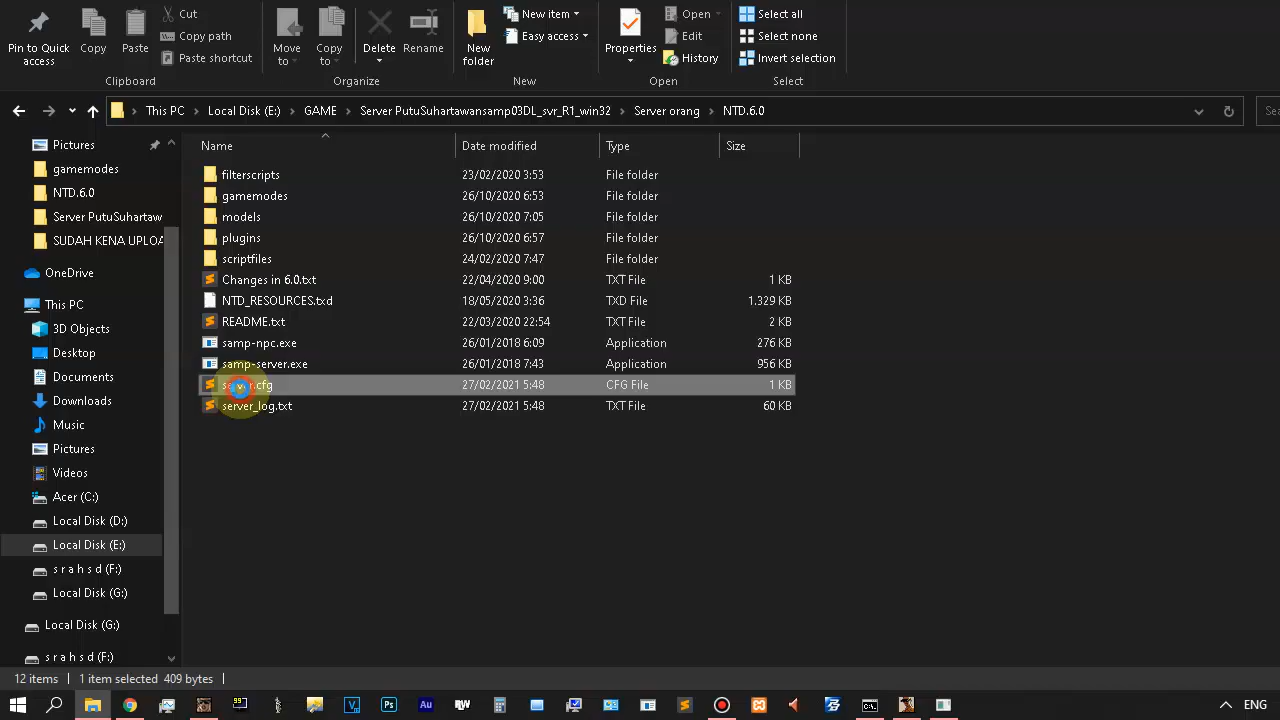 Pin to Quick access
Copy
Paste
Cut
Copy path
Paste shortcut
Clipboard
Move to
Copy to
Delete
Rename
Organize
New folder
New item
Easy access
New
Properties
Open
Edit
History
Open
Select all
Select none
Invert selection
Select
This PC
Local Disk (E:)
GAME
Server PutuSuhartawansamp03DL_svr_R1_win32
Server orang
NTD.6.0
Sea
Pictures
gamemodes
NTD.6.0
Server PutuSuhartaw
SUDAH KENA UPLOA
OneDrive
This PC
3D Objects
Desktop
Documents
Downloads
Music
Pictures
Videos
Acer (C:)
Local Disk (D:)
Local Disk (E:)
s r a h s d (F:)
Local Disk (G:)
Local Disk (G:)
s r a h s d (F:)
Name Date modified Type Size
filterscripts 23/02/2020 3:53 File folder
gamemodes 26/10/2020 6:53 File folder
models 26/10/2020 7:05 File folder
plugins 26/10/2020 6:57 File folder
scriptfiles 24/02/2020 7:47 File folder
Changes in 6.0.txt 22/04/2020 9:00 TXT File 1 KB
NTD_RESOURCES.txd 18/05/2020 3:36 TXD File 1.329 KB
README.txt 22/03/2020 22:54 TXT File 2 KB
samp-npc.exe 26/01/2018 6:09 Application 276 KB
samp-server.exe 26/01/2018 7:43 Application 956 KB
server.cfg 27/02/2021 5:48 CFG File 1 KB
server_log.txt 27/02/2021 5:48 TXT File 60 KB
12 items 1 item selected 409 bytes
99
Ps
Au
ENG